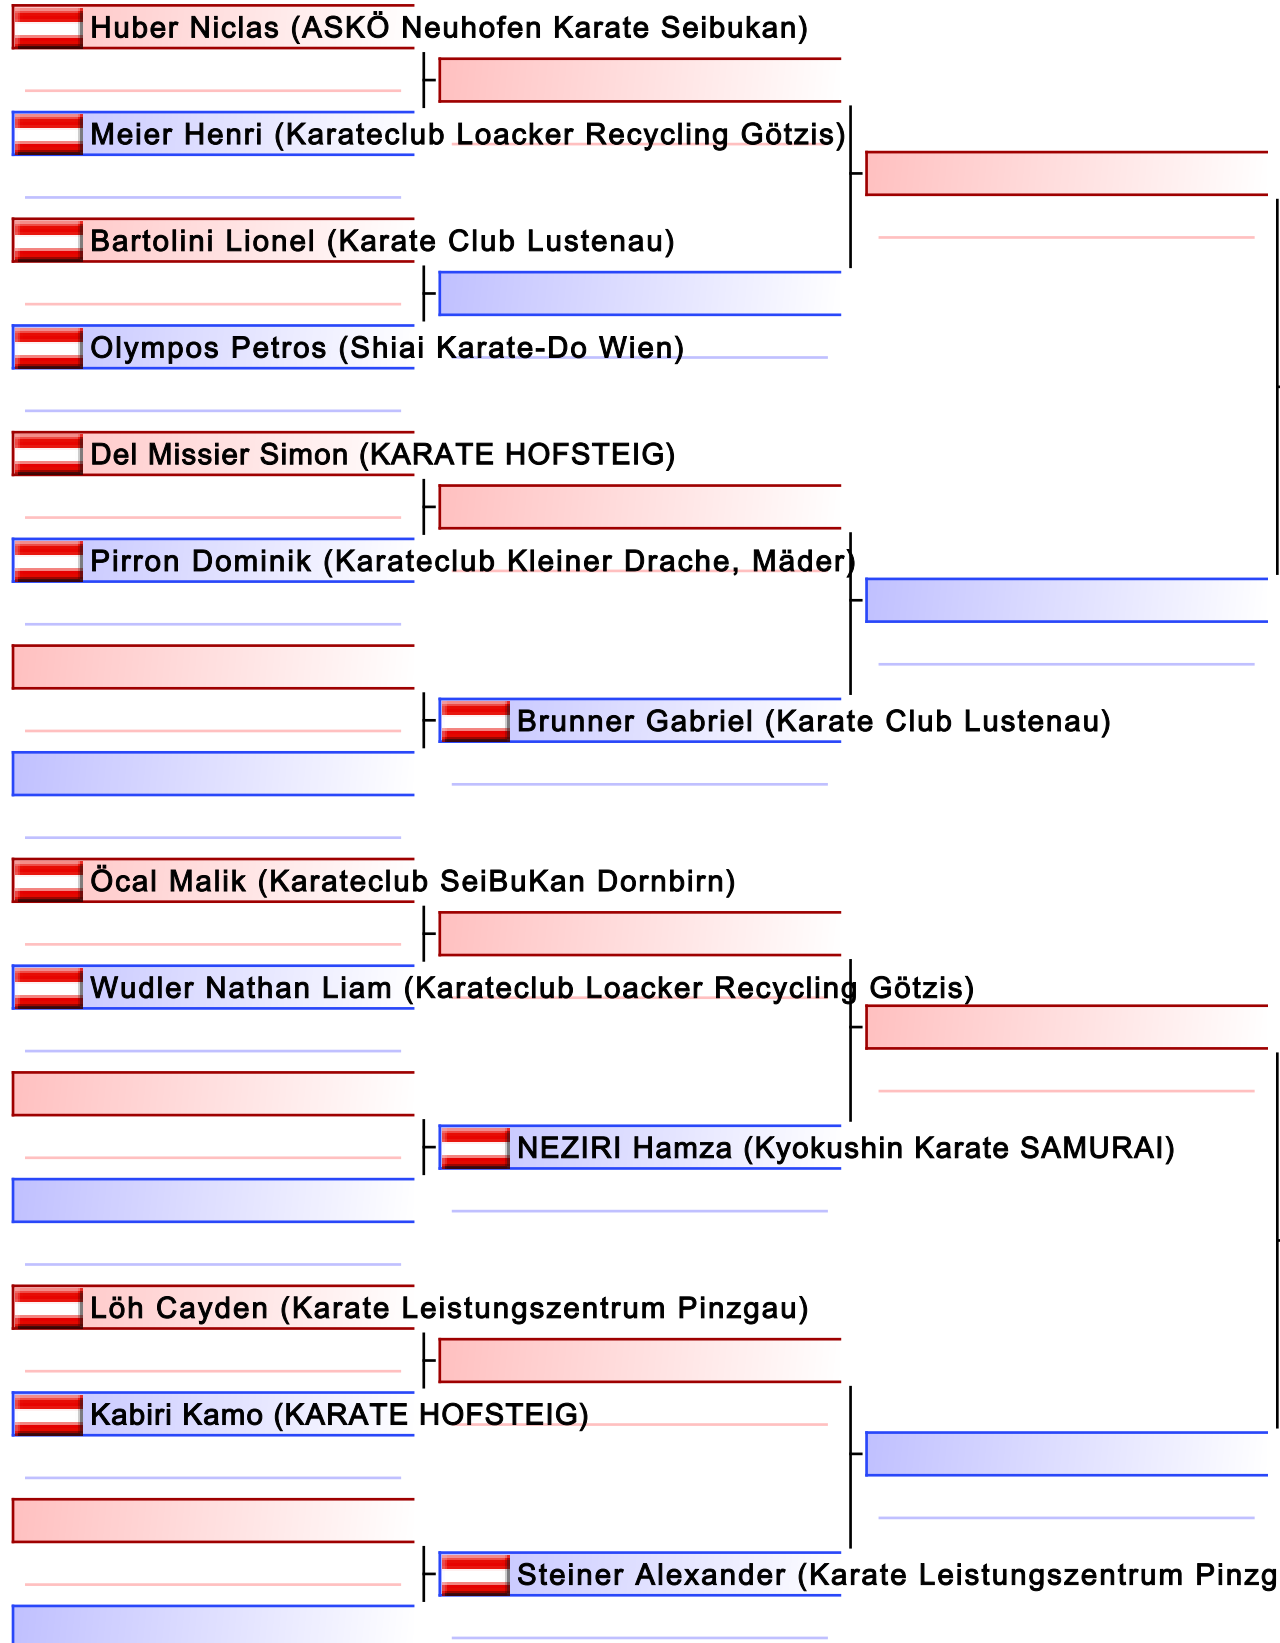 Huber Niclas (ASKÖ Neuhofen Karate Seibukan)
Meier Henri (Karateclub Loacker Recycling Götzis)
Bartolini Lionel (Karate Club Lustenau)
Olympos Petros (Shiai Karate-Do Wien)
Del Missier Simon (KARATE HOFSTEIG)
Pirron Dominik (Karateclub Kleiner Drache, Mäder)
Brunner Gabriel (Karate Club Lustenau)
Öcal Malik (Karateclub SeiBuKan Dornbirn)
Wudler Nathan Liam (Karateclub Loacker Recycling Götzis)
NEZIRI Hamza (Kyokushin Karate SAMURAI)
Löh Cayden (Karate Leistungszentrum Pinzgau)
Kabiri Kamo (KARATE HOFSTEIG)
Steiner Alexander (Karate Leistungszentrum Pinzg